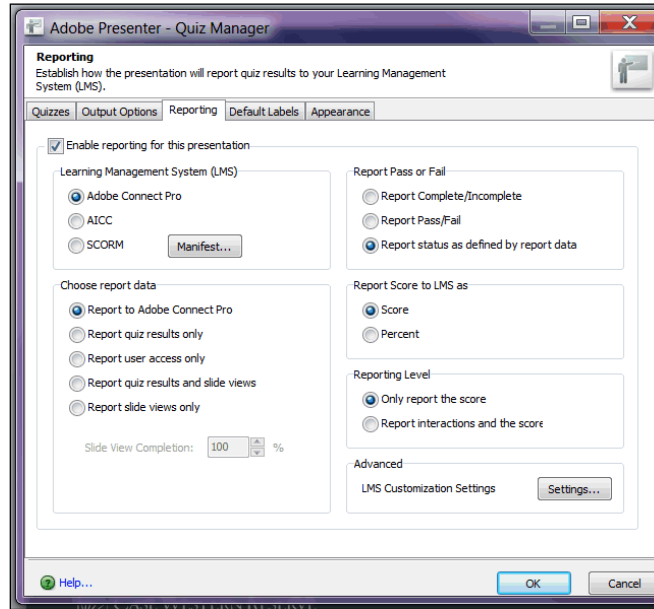 Adobe Presenter - Quiz Manager
Reporting
Establish how the presentation will report quiz results to your Learning Management
System (LMS).
Quizzes Output Options Reporting Default Labels Appearance
Enable reporting for this presentation
Learning Management System (LMS)
Adobe Connect Pro
AICC
SCORM Manifest...
Choose report data
Report to Adobe Connect Pro
Report quiz results only
Report user access only
Report quiz results and slide views
Report slide views only
Slide View Completion: 100 %
Report Pass or Fail
Report Complete/Incomplete
Report Pass/Fail
Report status as defined by report data
Report Score to LMS as
Score
Percent
Reporting Level
Only report the score
Report interactions and the score
Advanced
LMS Customization Settings Settings...
Help... OK Cancel
CASE WESTERN RESERVE